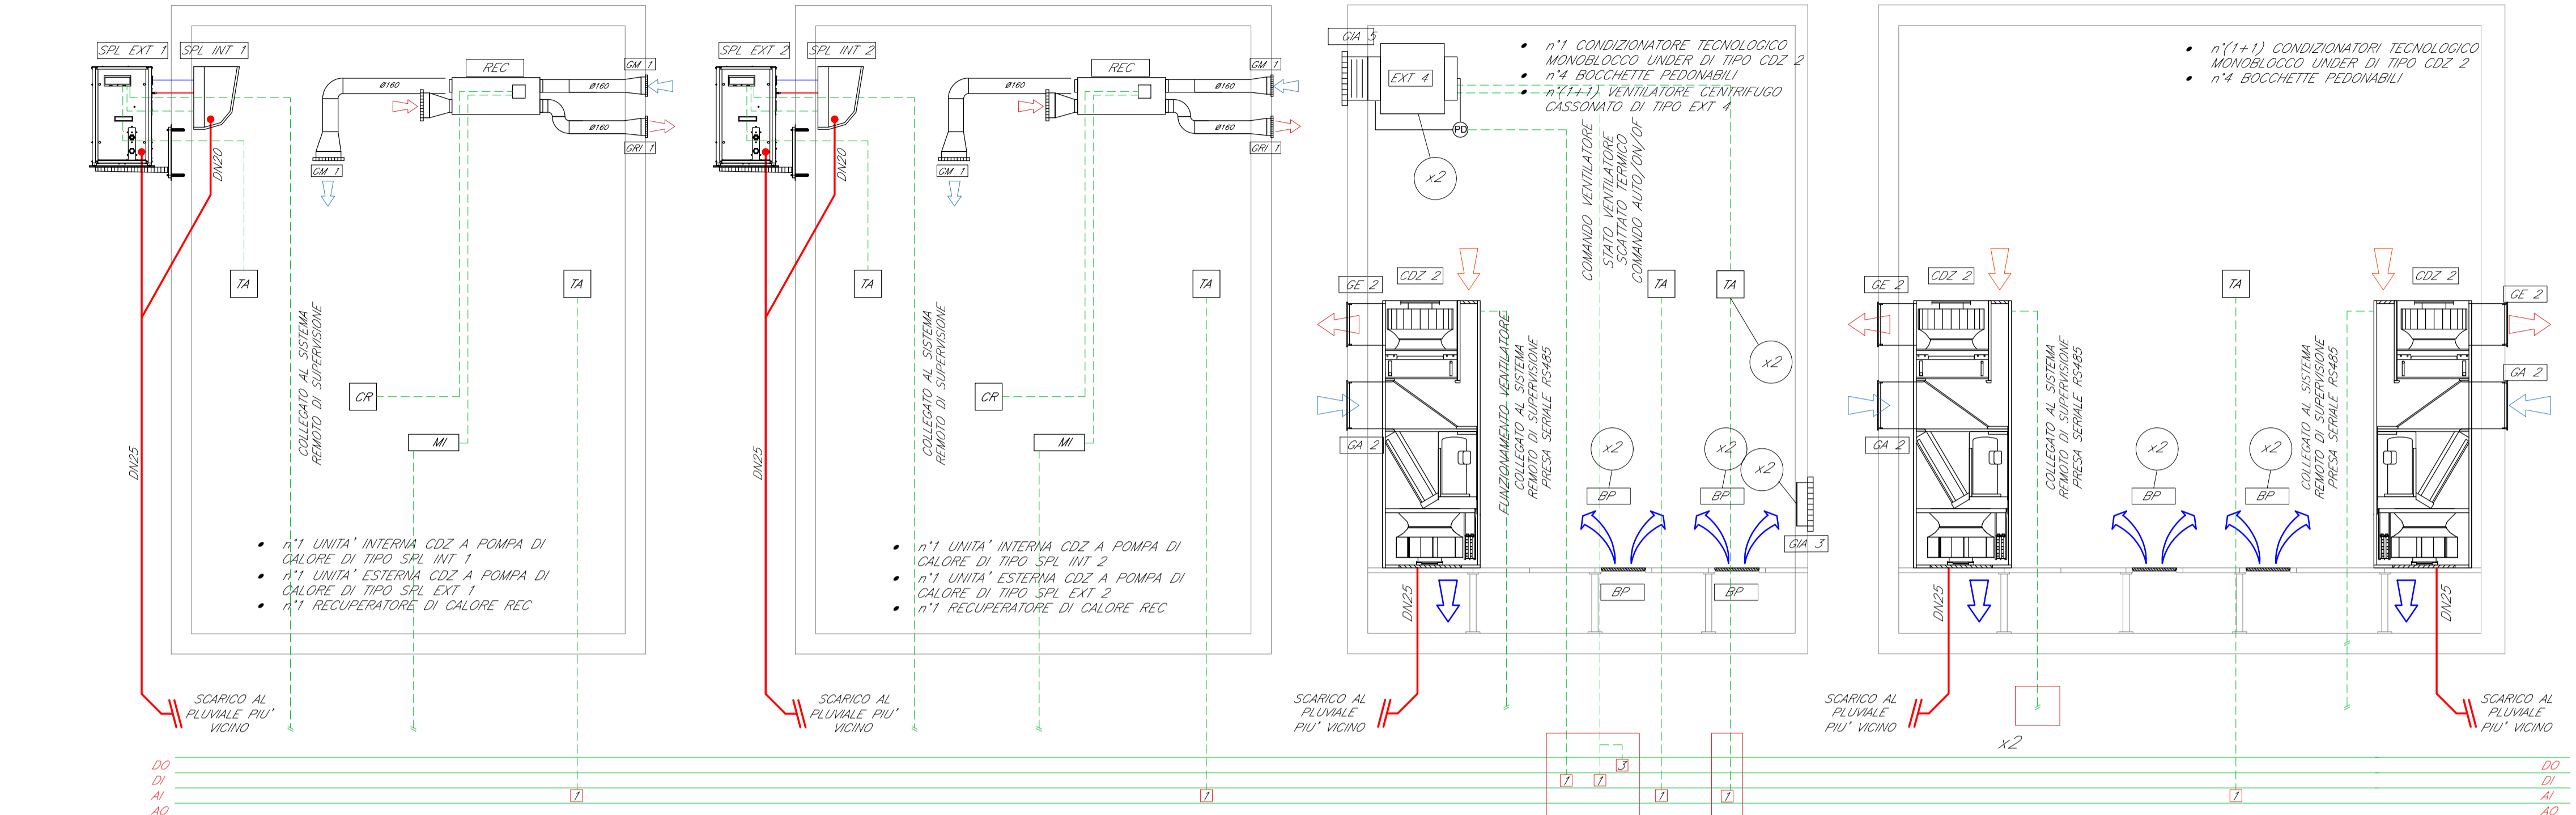 SPL EXT 1
SPL INT 1
REC
GM 1
Ø160
Ø160
Ø160
GRI 1
GM 1
DN20
TA
TA
COLLEGATO AL SISTEMA
REMOTO DI SUPERVISIONE
CR
MI
DN25
• n°1 UNITA' INTERNA CDZ A POMPA DI
CALORE DI TIPO SPL INT 1
• n°1 UNITA' ESTERNA CDZ A POMPA DI
CALORE DI TIPO SPL EXT 1
• n°1 RECUPERATORE DI CALORE REC
SCARICO AL
PLUVIALE PIU'
VICINO
SPL EXT 2
SPL INT 2
REC
GM 1
Ø160
Ø160
Ø160
GRI 1
GM 1
DN20
TA
TA
COLLEGATO AL SISTEMA
REMOTO DI SUPERVISIONE
CR
MI
DN25
• n°1 UNITA' INTERNA CDZ A POMPA DI
CALORE DI TIPO SPL INT 2
• n°1 UNITA' ESTERNA CDZ A POMPA DI
CALORE DI TIPO SPL EXT 2
• n°1 RECUPERATORE DI CALORE REC
SCARICO AL
PLUVIALE PIU'
VICINO
GIA 5
EXT 4
• n°1 CONDIZIONATORE TECNOLOGICO
MONOBLOCCO UNDER DI TIPO CDZ 2
• n°4 BOCCHETTE PEDONABILI
• n°(1+1) VENTILATORE CENTRIFUGO
CASSONATO DI TIPO EXT 4
PD
x2
COMANDO VENTILATORE
STATO VENTILATORE
SCATTATO TERMICO
COMANDO AUTO/ON/OF
CDZ 2
GE 2
TA
TA
x2
GA 2
FUNZIONAMENTO VENTILATORE
COLLEGATO AL SISTEMA
REMOTO DI SUPERVISIONE
PRESA SERIALE RS485
x2
x2
x2
BP
BP
GIA 3
BP
BP
DN25
SCARICO AL
PLUVIALE
PIU' VICINO
• n°(1+1) CONDIZIONATORI TECNOLOGICO
MONOBLOCCO UNDER DI TIPO CDZ 2
• n°4 BOCCHETTE PEDONABILI
CDZ 2
CDZ 2
GE 2
GE 2
TA
GA 2
GA 2
COLLEGATO AL SISTEMA
REMOTO DI SUPERVISIONE
PRESA SERIALE RS485
COLLEGATO AL SISTEMA
REMOTO DI SUPERVISIONE
PRESA SERIALE RS485
x2
x2
BP
BP
DN25
DN25
SCARICO AL
PLUVIALE
PIU' VICINO
SCARICO AL
PLUVIALE
PIU' VICINO
x2
DO
3
DO
DI
1
1
DI
AI
1
1
1
1
1
AI
AO
AO